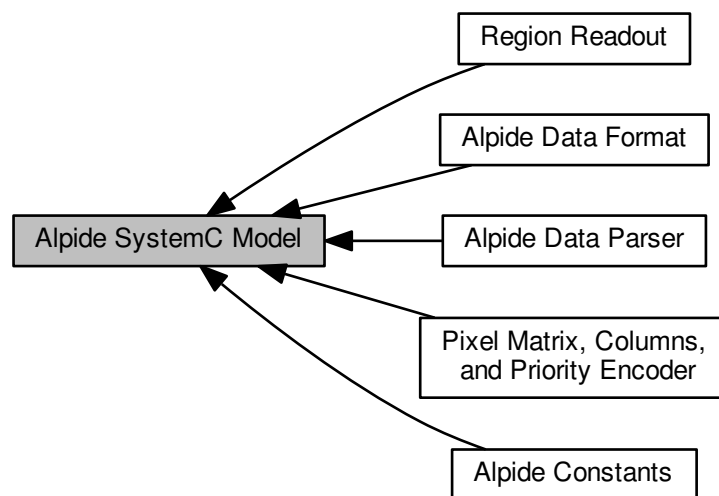 Region Readout
Alpide Data Format
Alpide SystemC Model
Alpide Data Parser
Pixel Matrix, Columns,
and Priority Encoder
Alpide Constants